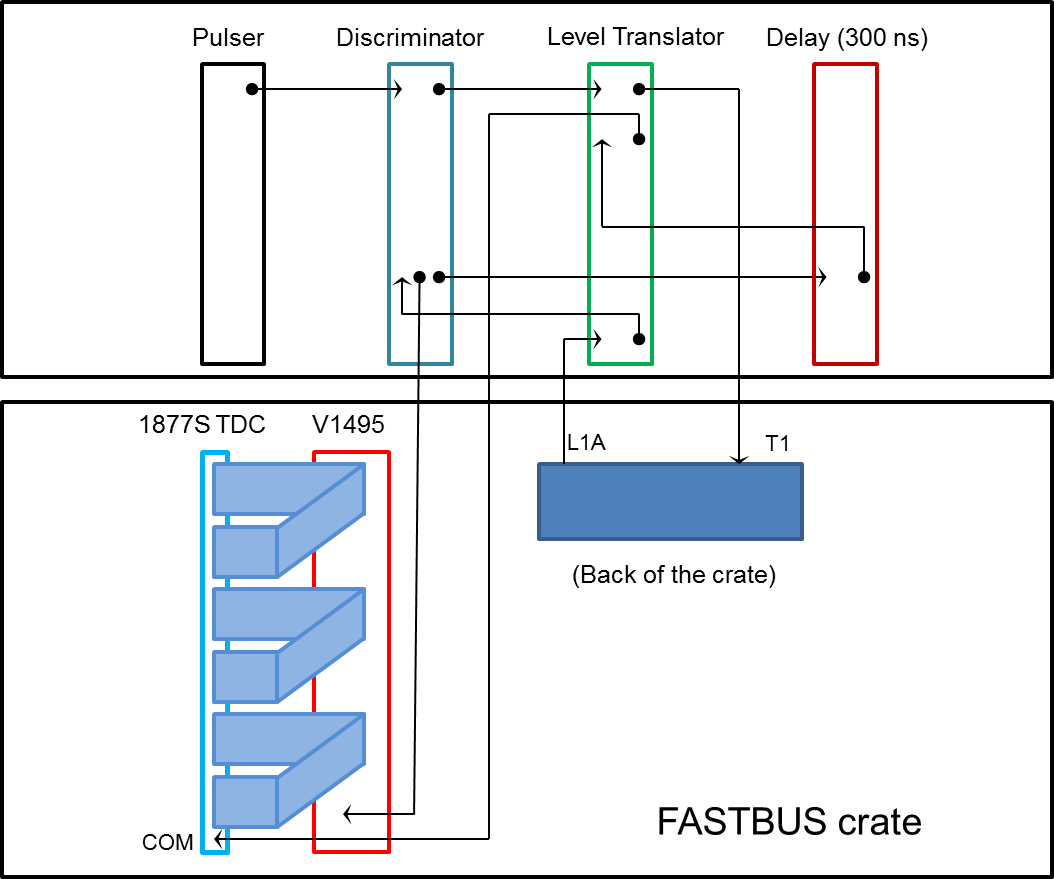 Pulser
Discriminator
Level Translator
Delay (300 ns)
1877S TDC
V1495
L1A
T1
(Back of the crate)
FASTBUS crate
COM